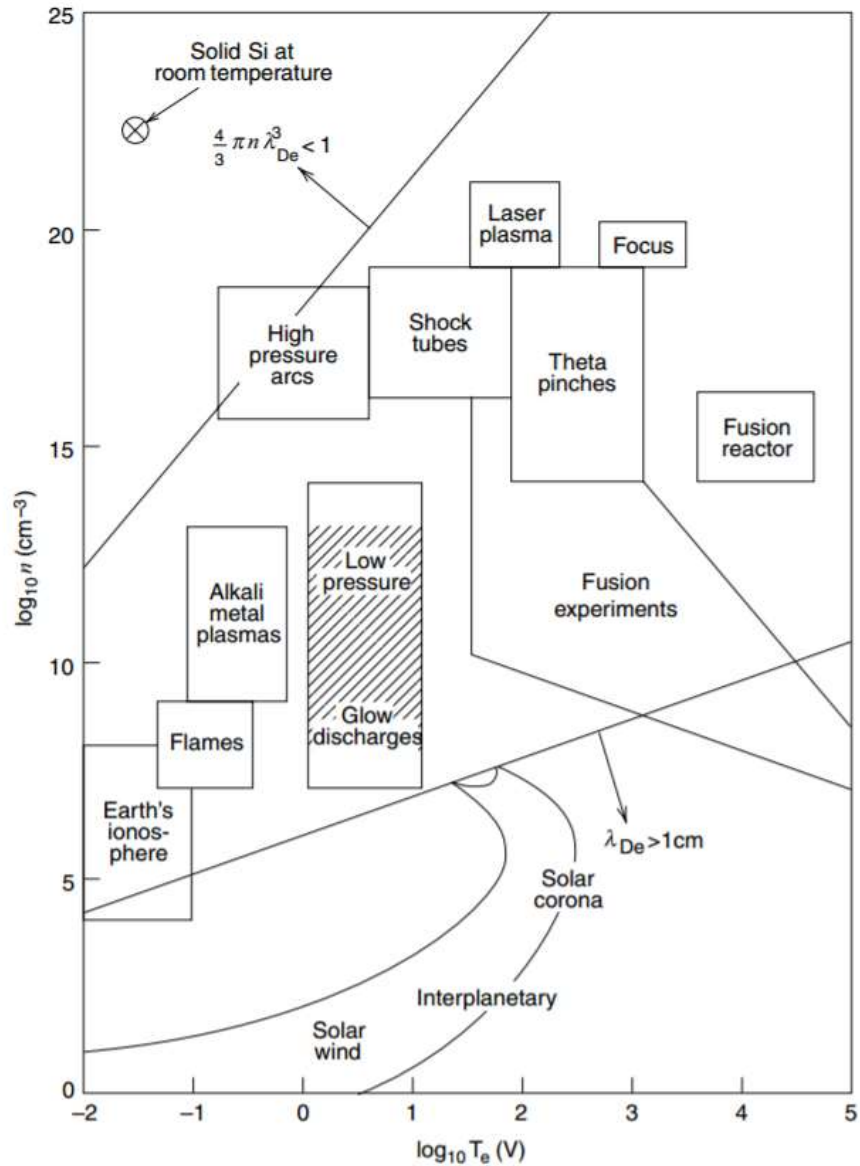 25
20
15
10
5
0
log₁₀ n (cm⁻³)
Solid Si at
room temperature
4/3 π n λ³De < 1
Laser
plasma
Focus
High
pressure
arcs
Shock
tubes
Theta
pinches
Fusion
reactor
Low
pressure
Alkali
metal
plasmas
Fusion
experiments
Glow
discharges
Flames
Earth's
ionos-
phere
λDe >1cm
Solar
corona
Interplanetary
Solar
wind
–2 –1 0 1 2 3 4 5
log₁₀ Tₑ (V)